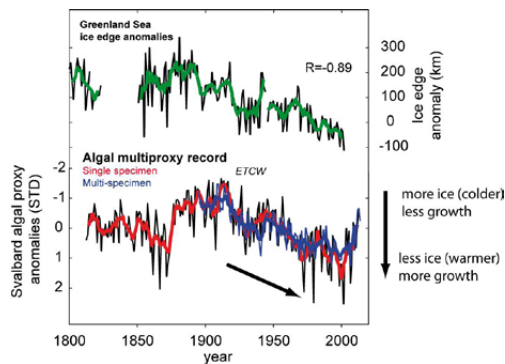 Greenland Sea
ice edge anomalies
R=-0.89
300
200
100
0
-100
Ice edge
anomaly (km)
Algal multiproxy record
Single specimen
Multi-specimen
ETCW
-2
-1
0
1
2
Svalbard algal proxy
anomalies (STD)
more ice (colder)
less growth
less ice (warmer)
more growth
1800
1850
1900
1950
2000
year